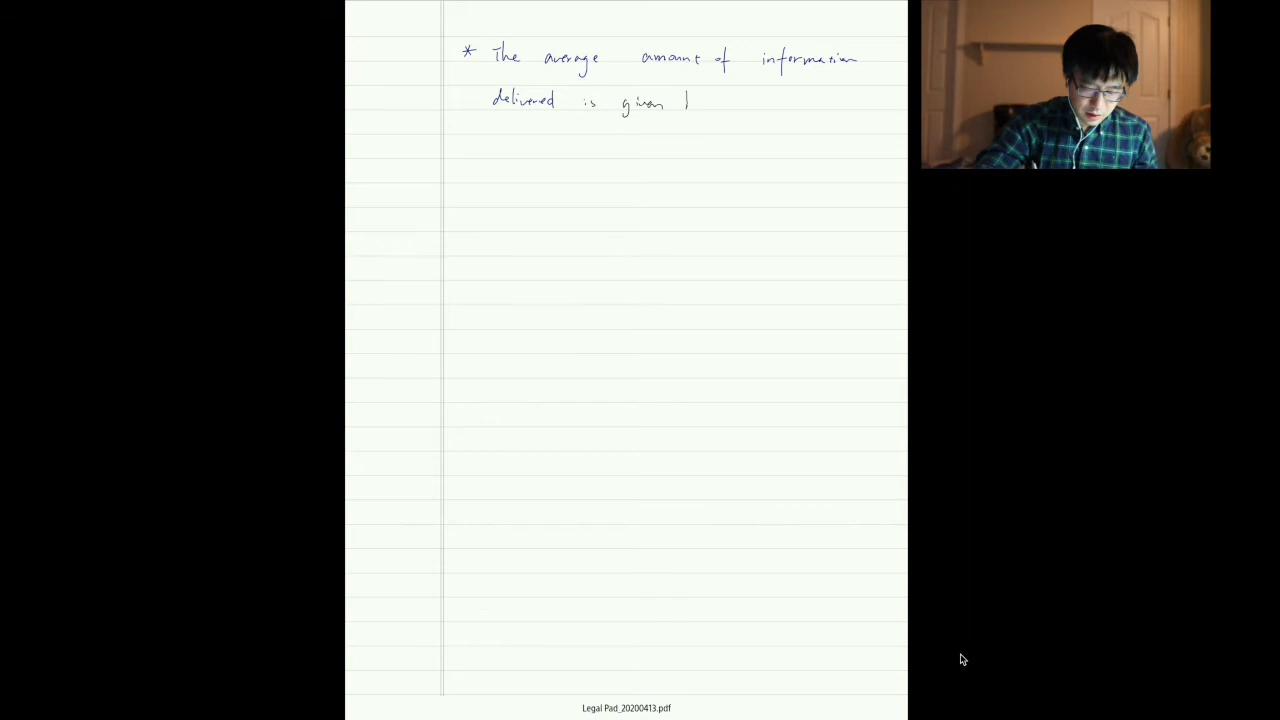 * The average amount of information
delivered is given
Legal Pad_20200413.pdf